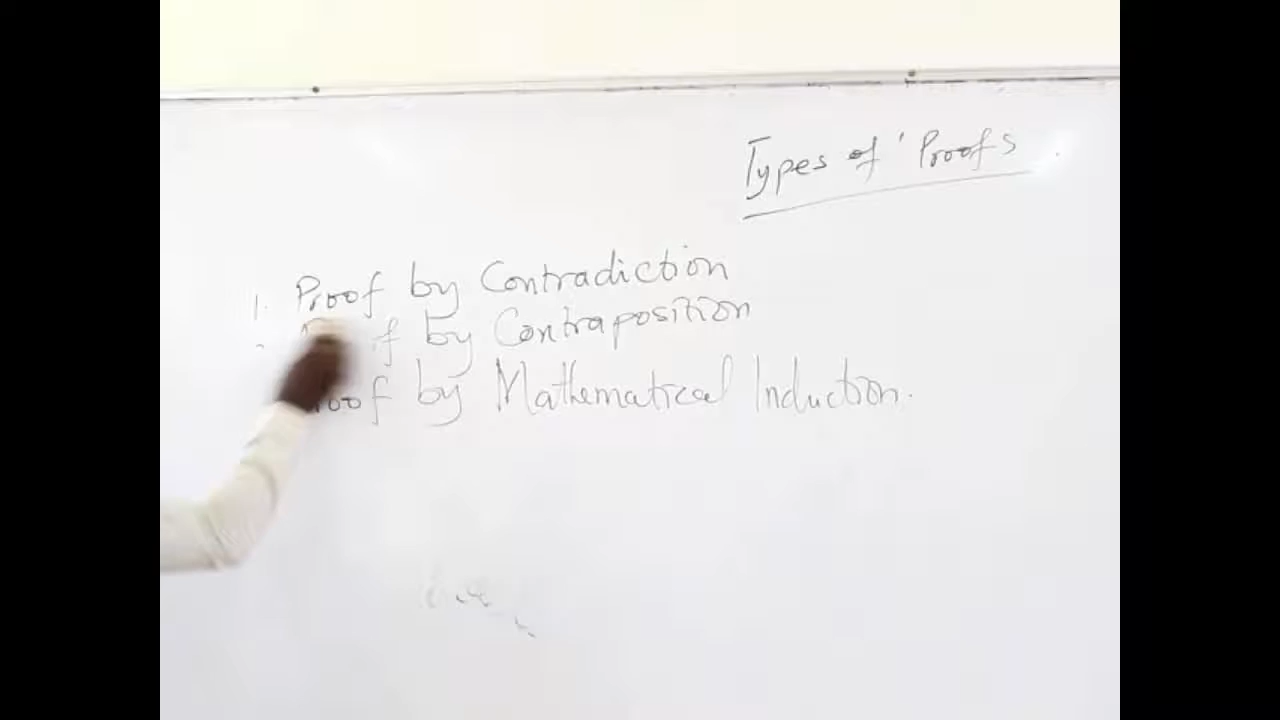 Types of Proofs
1. Proof by Contradiction
by Contraposition
by Mathematical Induction.